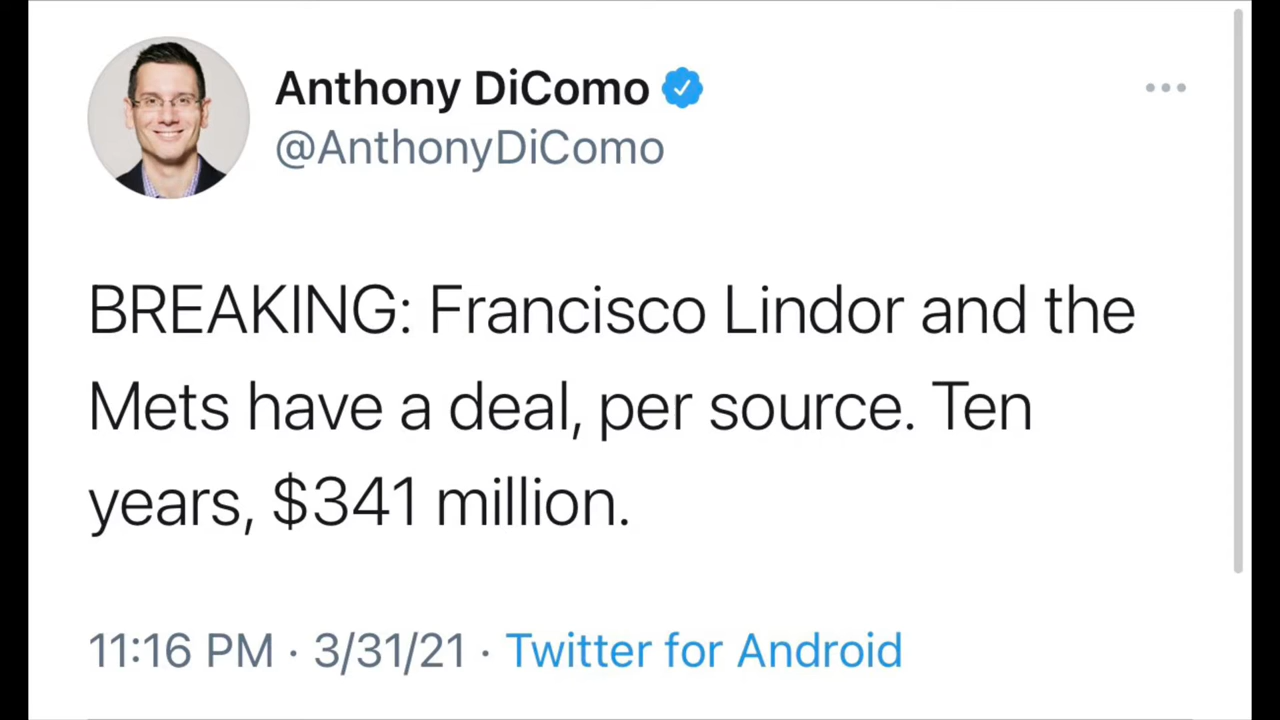 Anthony DiComo
@AnthonyDiComo
BREAKING: Francisco Lindor and the
Mets have a deal, per source. Ten
years, $341 million.
11:16 PM · 3/31/21 · Twitter for Android